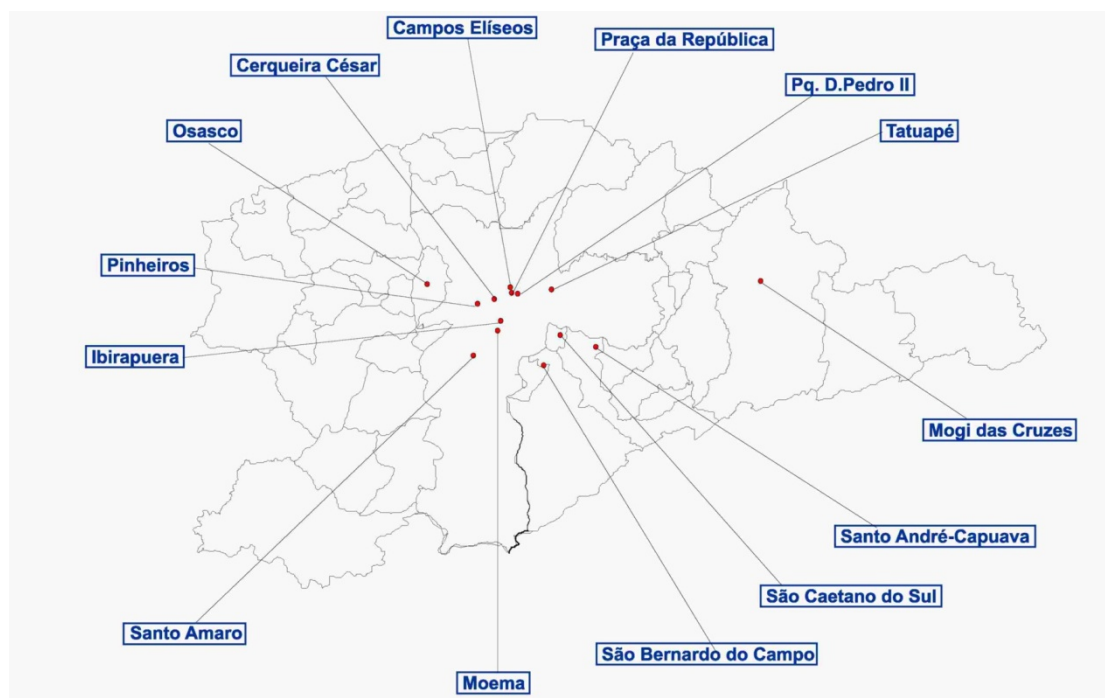 Campos Elíseos
Praça da República
Cerqueira César
Pq. D.Pedro II
Osasco
Tatuapé
Pinheiros
Ibirapuera
Mogi das Cruzes
Santo André-Capuava
São Caetano do Sul
Santo Amaro
São Bernardo do Campo
Moema